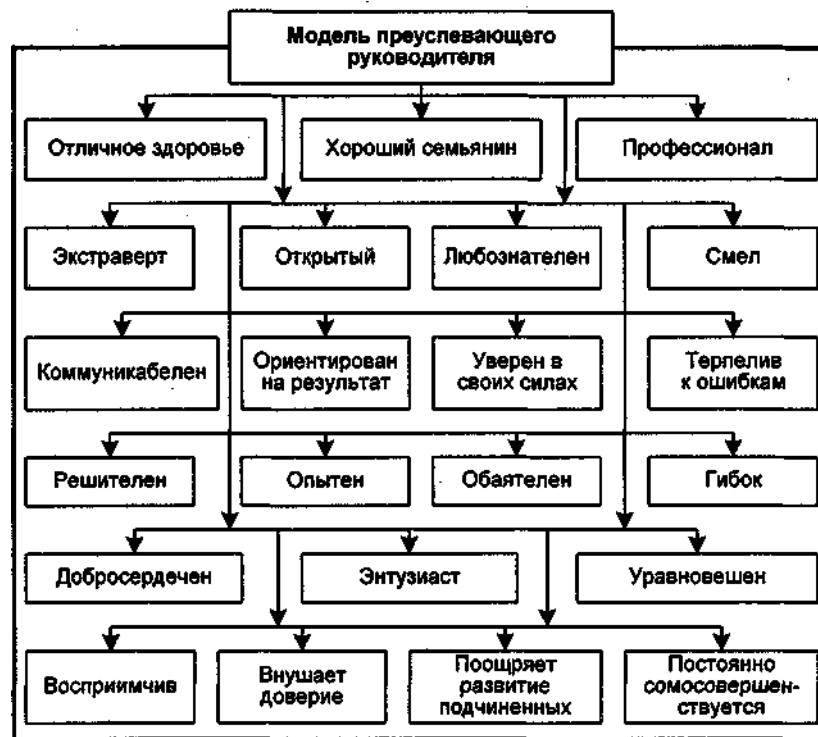 Модель преуспевающего
руководителя
Отличное здоровье
Хороший семьянин
Профессионал
Экстраверт
Открытый
Любознателен
Смел
Коммуникабелен
Ориентирован
на результат
Уверен в
своих силах
Терпелив
к ошибкам
Решителен
Опытен
Обаятелен
Гибок
Добросердечен
Энтузиаст
Уравновешен
Восприимчив
Внушает
доверие
Поощряет
развитие
подчиненных
Постоянно
сомосовершен-
ствуется